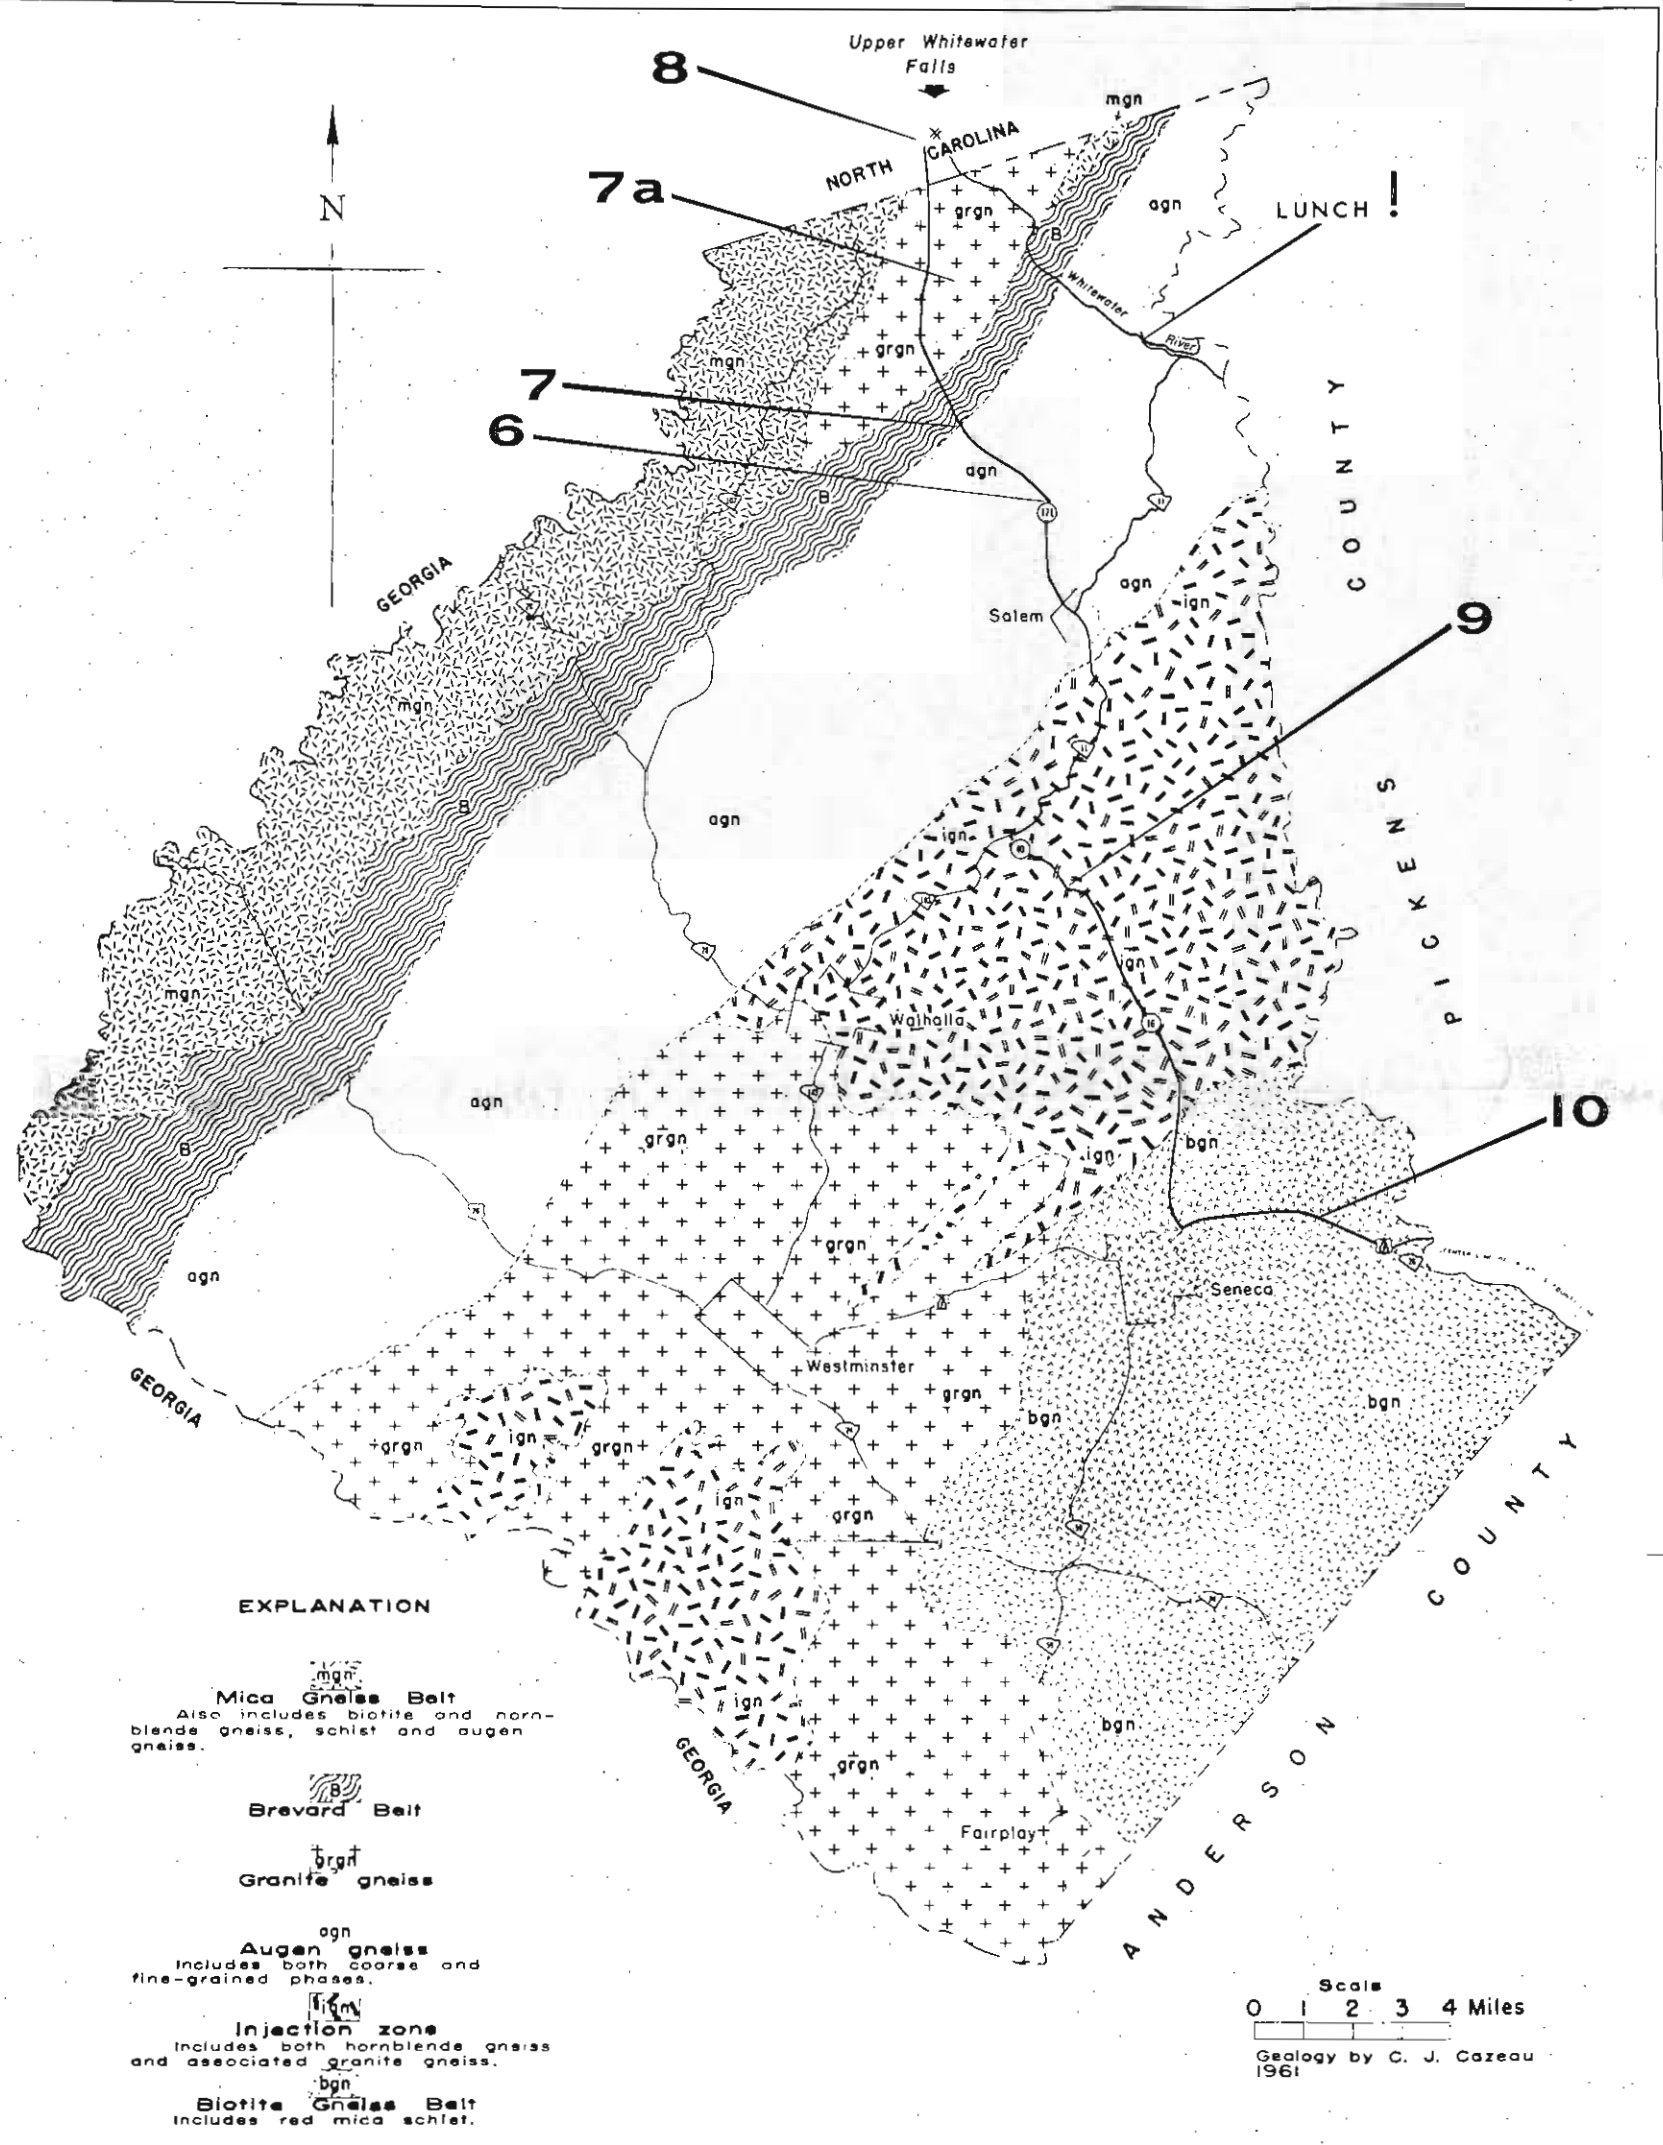 Upper Whitewater
Falls
8
mgn
NORTH CAROLINA
7a
N
grgn
agn
LUNCH !
B
Whitewater
River
mgn
grgn
7
6
agn
B
GEORGIA
agn
ign
Salem
9
PICKENS COUNTY
mgn
B
agn
ign
ign
mgn
Walhalla
16
agn
grgn
B
ign
bgn
10
grgn
agn
Seneca
GEORGIA
Westminster
grgn
bgn
bgn
grgn
ign
grgn
ign
grgn
ign
bgn
GEORGIA
grgn
Fairplay
ANDERSON COUNTY
EXPLANATION
mgn
Mica Gneiss Belt
Also includes biotite and horn-
blende gneiss, schist and augen
gneiss.
B
Brevard Belt
grgn
Granite gneiss
agn
Augen gneiss
Includes both coarse and
fine-grained phases.
ign
Injection zone
Includes both hornblende gneiss
and associated granite gneiss.
bgn
Biotite Gneiss Belt
Includes red mica schist.
Scale
0 1 2 3 4 Miles
Geology by C. J. Cazeau
1961